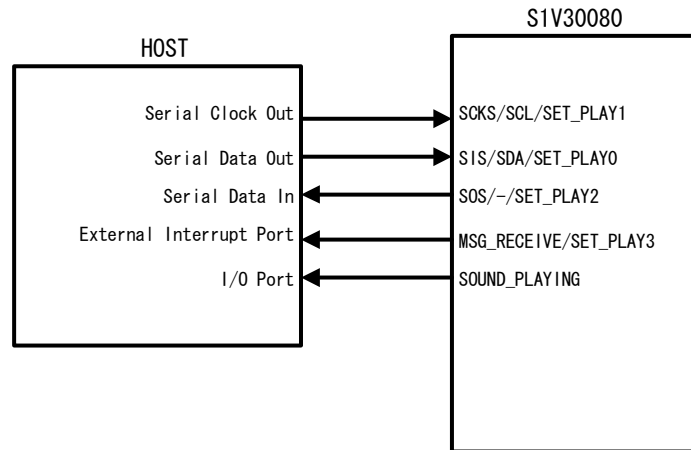 S1V30080
HOST
Serial Clock Out
SCKS/SCL/SET_PLAY1
Serial Data Out
SIS/SDA/SET_PLAY0
Serial Data In
SOS/-/SET_PLAY2
External Interrupt Port
MSG_RECEIVE/SET_PLAY3
I/O Port
SOUND_PLAYING